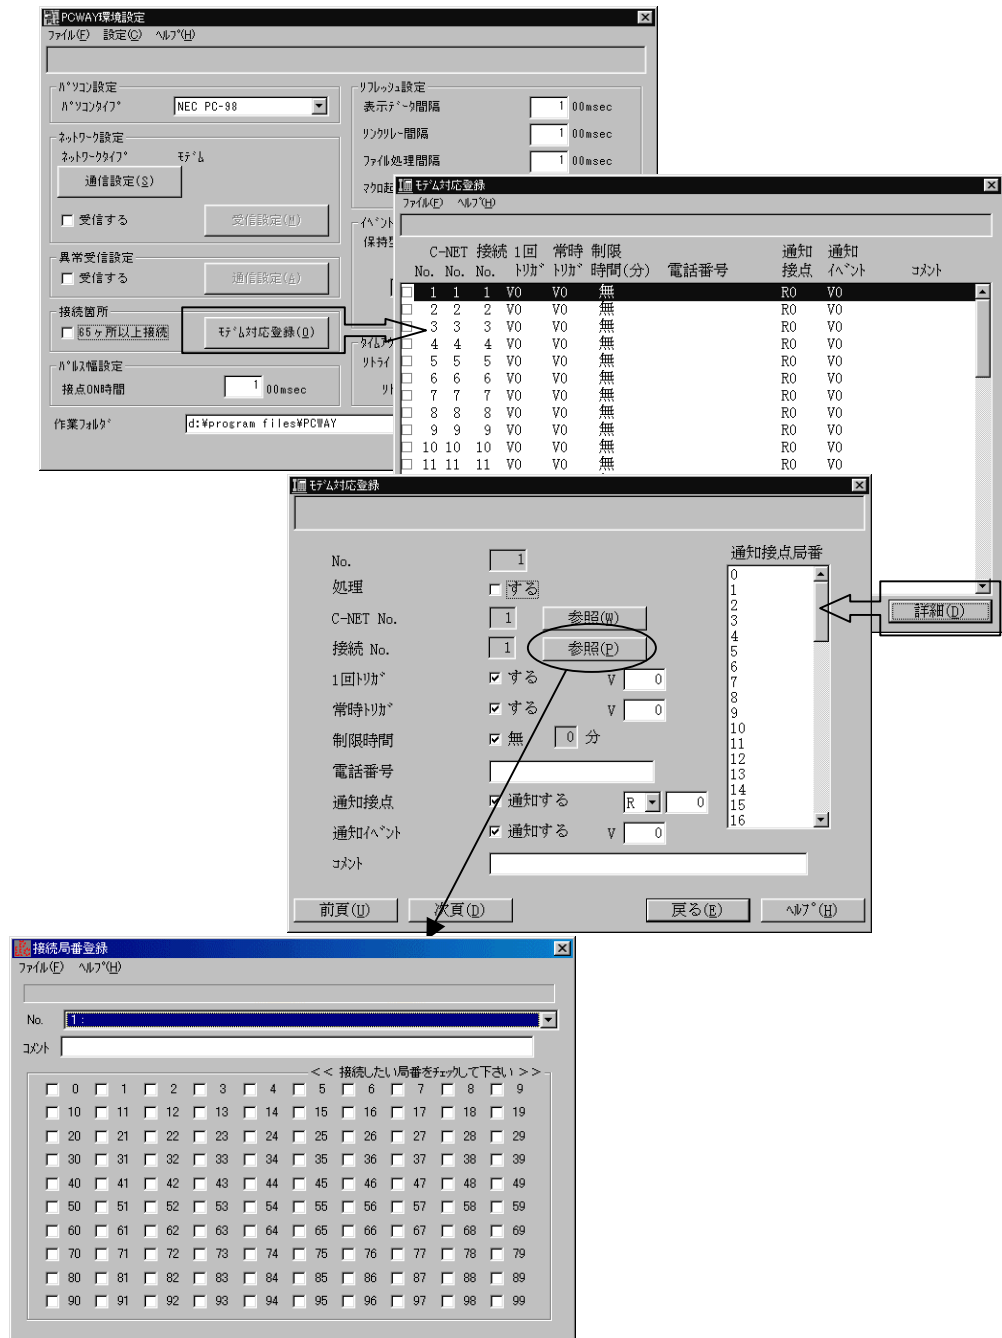 PCWAY環境設定
ファイル(F) 設定(C) ヘルプ(H)
パソコン設定
パソコンタイプ NEC PC-98
ネットワーク設定
ネットワークタイプ モデム
通信設定(S)
受信する 受信設定(M)
異常受信設定
受信する 通信設定(A)
接続箇所
65ヶ所以上接続 モデム対応登録(O)
パルス幅設定
接点ON時間 1 00msec
作業フォルダ d:¥program files¥PCWAY
リフレッシュ設定
表示データ間隔 1 00msec
リンクリレー間隔 1 00msec
ファイル処理間隔 1 00msec
マクロ起
イベント
保持
タイムア
リトライ
リト
モデム対応登録
ファイル(F) ヘルプ(H)
C-NET 接続 1回 常時 制限 通知 通知
No. No. No. トリガ トリガ 時間(分) 電話番号 接点 イベント コメント
1 1 1 V0 V0 無 R0 V0
2 2 2 V0 V0 無 R0 V0
3 3 3 V0 V0 無 R0 V0
4 4 4 V0 V0 無 R0 V0
5 5 5 V0 V0 無 R0 V0
6 6 6 V0 V0 無 R0 V0
7 7 7 V0 V0 無 R0 V0
8 8 8 V0 V0 無 R0 V0
9 9 9 V0 V0 無 R0 V0
10 10 10 V0 V0 無 R0 V0
11 11 11 V0 V0 無 R0 V0
詳細(D)
モデム対応登録
No. 1
処理 する
C-NET No. 1 参照(W)
接続 No. 1 参照(P)
1回トリガ する V 0
常時トリガ する V 0
制限時間 無 0 分
電話番号
通知接点 通知する R 0
通知イベント 通知する V 0
コメント
通知接点局番
0
1
2
3
4
5
6
7
8
9
10
11
12
13
14
15
16
前頁(U) 次頁(D) 戻る(E) ヘルプ(H)
接続局番登録
ファイル(F) ヘルプ(H)
No. 1 :
コメント
<< 接続したい局番をチェックして下さい >>
0 1 2 3 4 5 6 7 8 9
10 11 12 13 14 15 16 17 18 19
20 21 22 23 24 25 26 27 28 29
30 31 32 33 34 35 36 37 38 39
40 41 42 43 44 45 46 47 48 49
50 51 52 53 54 55 56 57 58 59
60 61 62 63 64 65 66 67 68 69
70 71 72 73 74 75 76 77 78 79
80 81 82 83 84 85 86 87 88 89
90 91 92 93 94 95 96 97 98 99